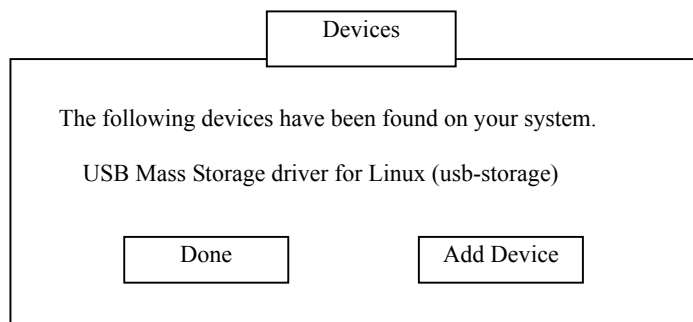 Devices
The following devices have been found on your system.
USB Mass Storage driver for Linux (usb-storage)
Done
Add Device